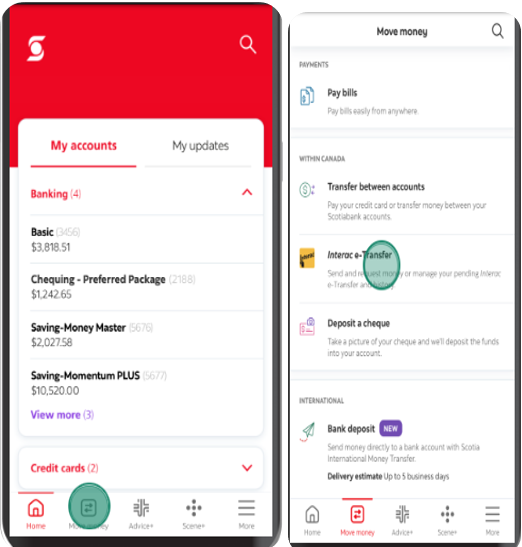 My accounts
My updates
Banking (4)
Basic (3456)
$3,818.51
Chequing - Preferred Package (2188)
$1,242.65
Saving-Money Master (5676)
$2,027.58
Saving-Momentum PLUS (5677)
$10,520.00
View more (3)
Credit cards (2)
Home
Move money
Advice+
Scene+
More
Move money
PAYMENTS
Pay bills
Pay bills easily from anywhere.
WITHIN CANADA
Transfer between accounts
Pay your credit card or transfer money between your
Scotiabank accounts.
Interac e-Transfer
Send and request money or manage your pending Interac
e-Transfer and
Deposit a cheque
Take a picture of your cheque and we'll deposit the funds
into your account.
INTERNATIONAL
Bank deposit NEW
Send money directly to a bank account with Scotia
International Money Transfer.
Delivery estimate Up to 5 business days
Home
Move money
Advice+
Scene+
More